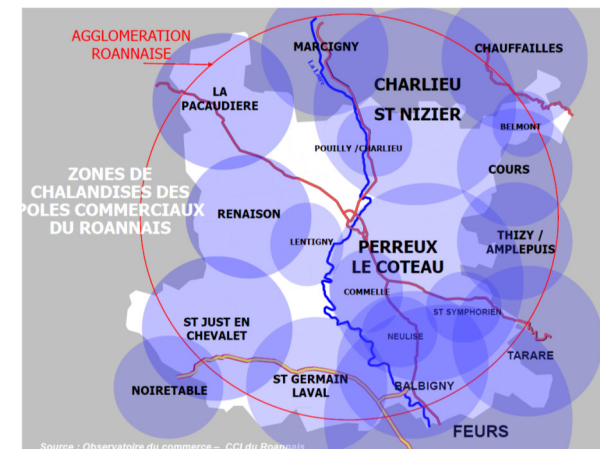 AGGLOMERATION
ROANNAISE
MARCIGNY
CHAUFFAILLES
La Loire
LA
PACAUDIERE
CHARLIEU
ST NIZIER
BELMONT
POUILLY /CHARLIEU
COURS
ZONES DE
CHALANDISES DES
POLES COMMERCIAUX
DU ROANNAIS
RENAISON
LENTIGNY
PERREUX
LE COTEAU
THIZY /
AMPLEPUIS
COMMELLE
ST SYMPHORIEN
ST JUST EN
CHEVALET
NEULISE
TARARE
NOIRETABLE
ST GERMAIN
LAVAL
BALBIGNY
FEURS
Source : Observatoire du commerce – CCI du Roannais